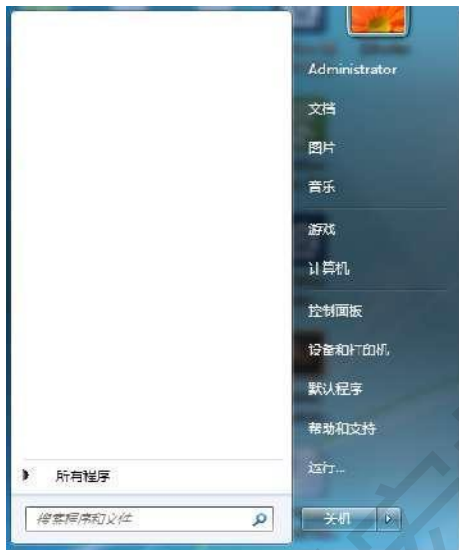 Administrator
文档
图片
音乐
游戏
计算机
控制面板
设备和打印机
默认程序
帮助和支持
运行...
所有程序
搜索程序和文件
关机